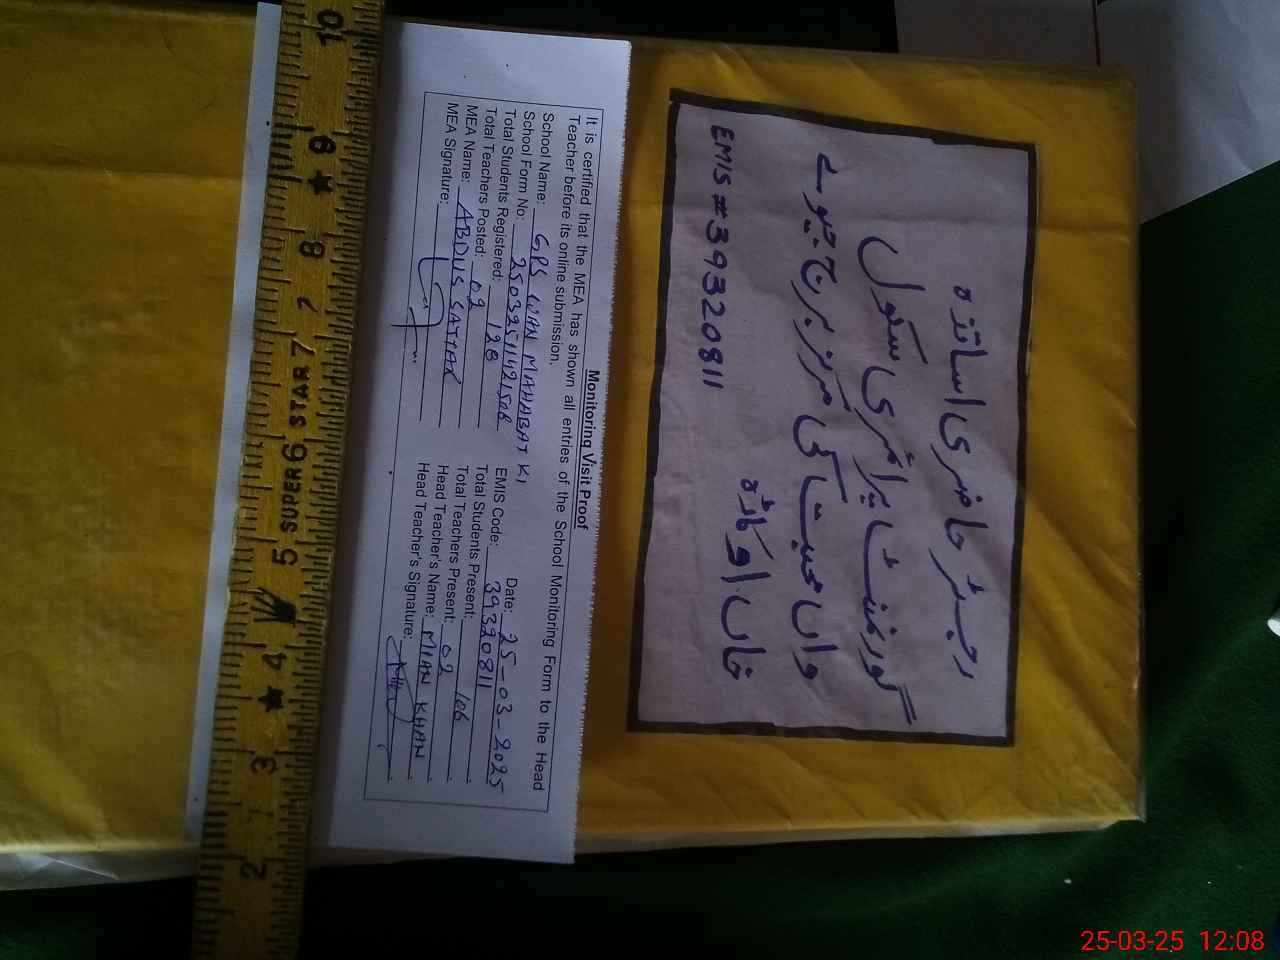 رجسٹر حاضری اساتذہ
گورنمنٹ پرائمری سکول
واں محبت کی مرکز برج جیوے
خاں اوکاڑہ
EMIS # 39320811
Monitoring Visit Proof
It is certified that the MEA has shown all entries of the School Monitoring Form to the Head
Teacher before its online submission.
Date: 25-03-2025
School Name: GPS WAN MAHABAT KI
EMIS Code: 39320811
School Form No:
Total Students Registered: 128
Total Students Present: 106
Total Teachers Posted: 02
Total Teachers Present: 02
MEA Name: ABDUS SATTAR
Head Teacher's Name: MIAN KHAN
MEA Signature:
Head Teacher's Signature:
2 3 4 5 SUPER 6 STAR 7 7 8 9 10
25-03-25 12:08